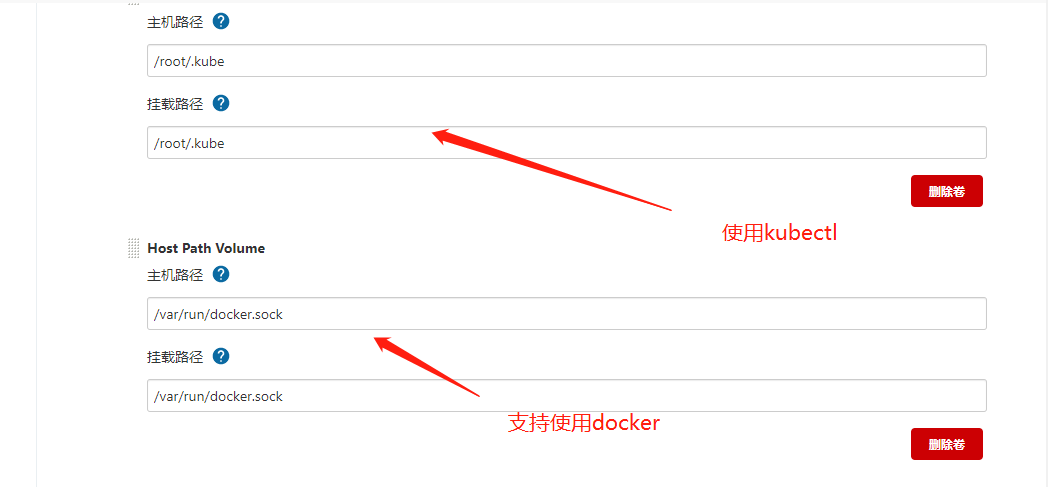 主机路径
/root/.kube
挂载路径
/root/.kube
删除卷
使用kubectl
Host Path Volume
主机路径
/var/run/docker.sock
挂载路径
/var/run/docker.sock
支持使用docker
删除卷